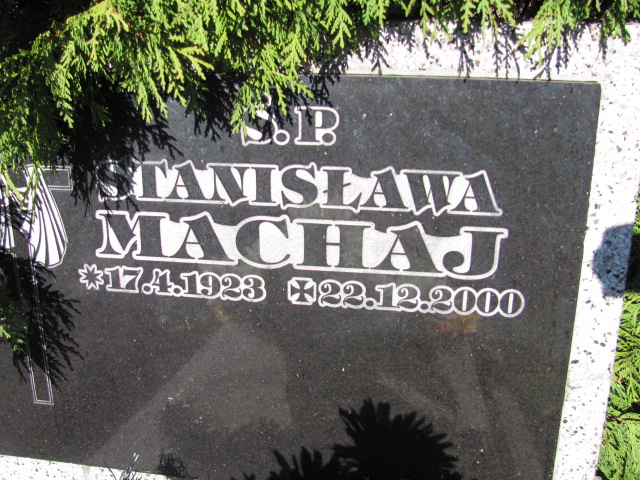 Ś.P.
STANISŁAWA
MACHAJ
*17.4.1923 ✠22.12.2000